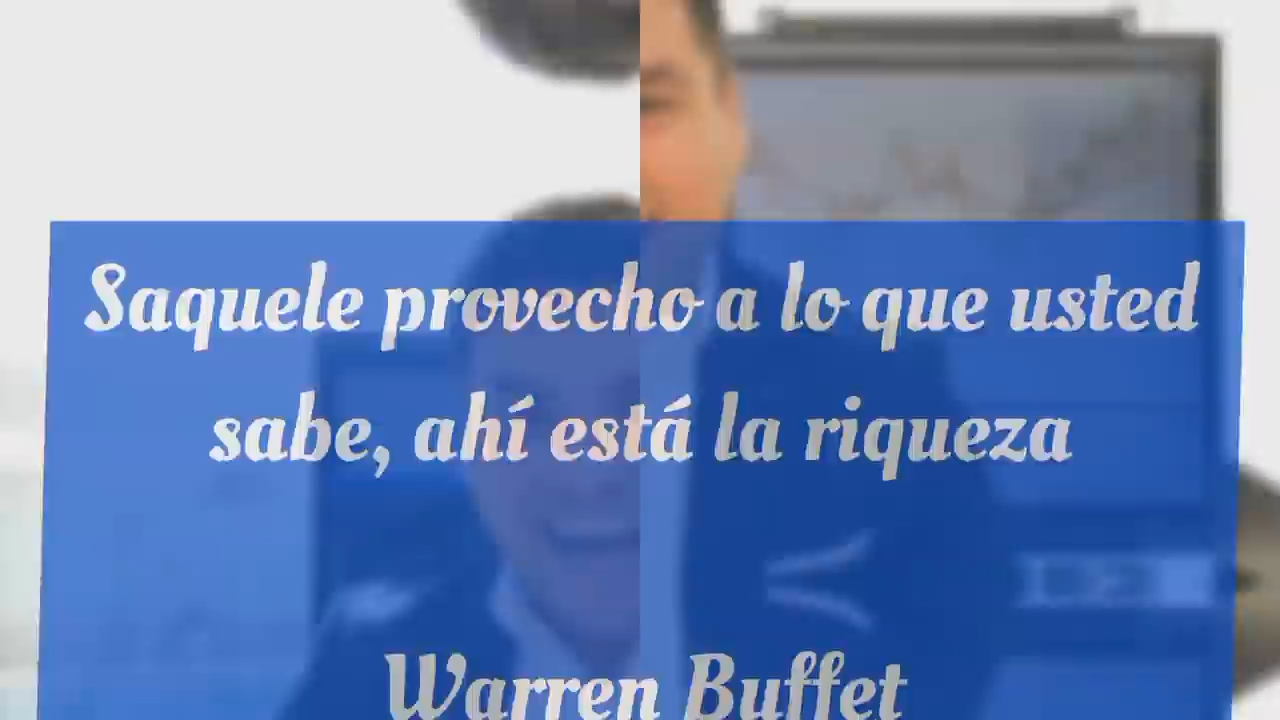 Saquele provecho a lo que usted
sabe, ahí está la riqueza
Warren Buffet